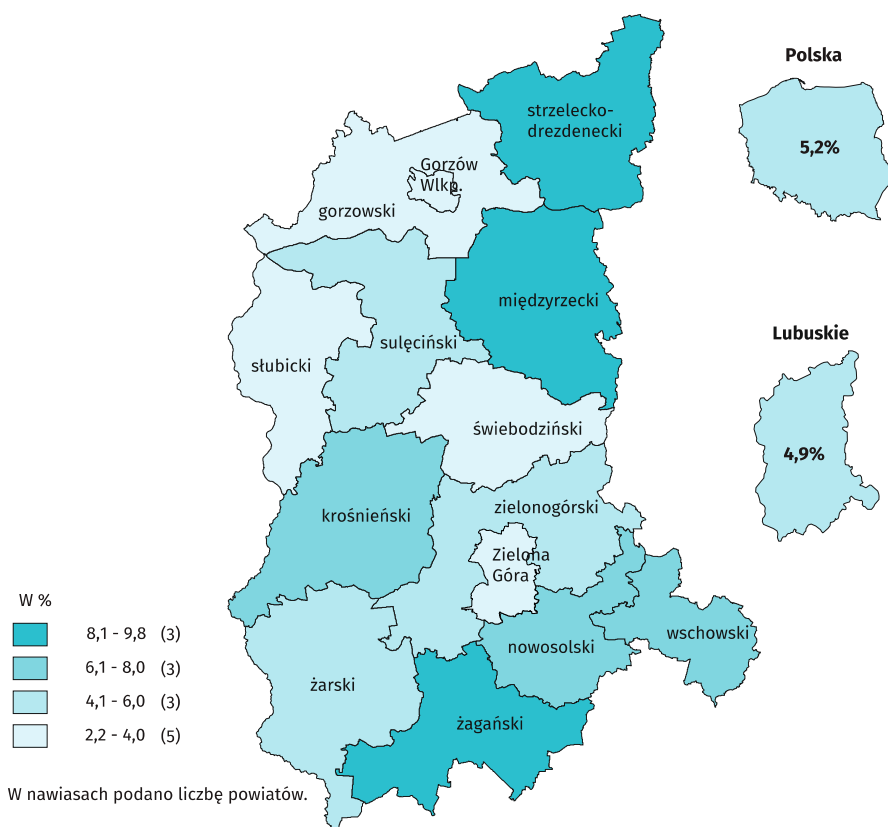 Polska
5,2%
strzelecko-
drezdenecki
Gorzów
Wlkp.
gorzowski
międzyrzecki
Lubuskie
4,9%
sulęciński
słubicki
świebodziński
zielonogórski
krośnieński
Zielona
Góra
W %
8,1 - 9,8 (3)
6,1 - 8,0 (3)
4,1 - 6,0 (3)
2,2 - 4,0 (5)
wschowski
nowosolski
żarski
żagański
W nawiasach podano liczbę powiatów.